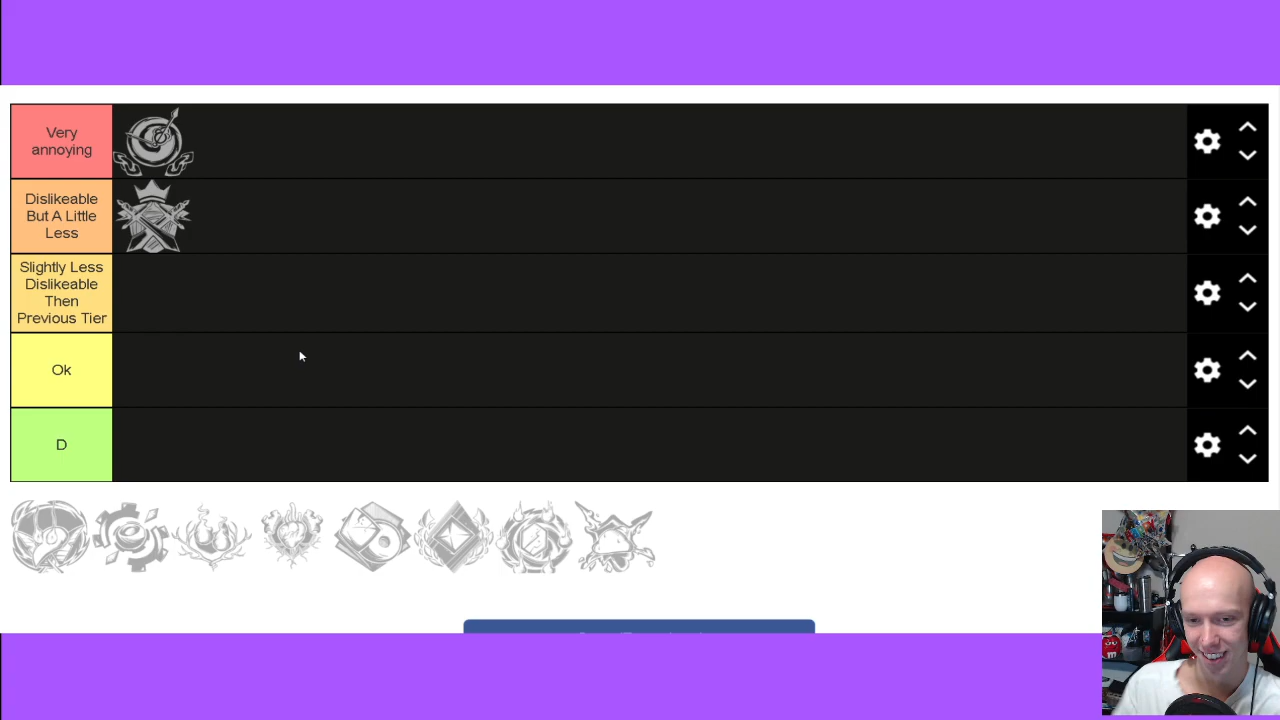 Very
annoying
Dislikeable
But A Little
Less
Slightly Less
Dislikeable
Then
Previous Tier
Ok
D